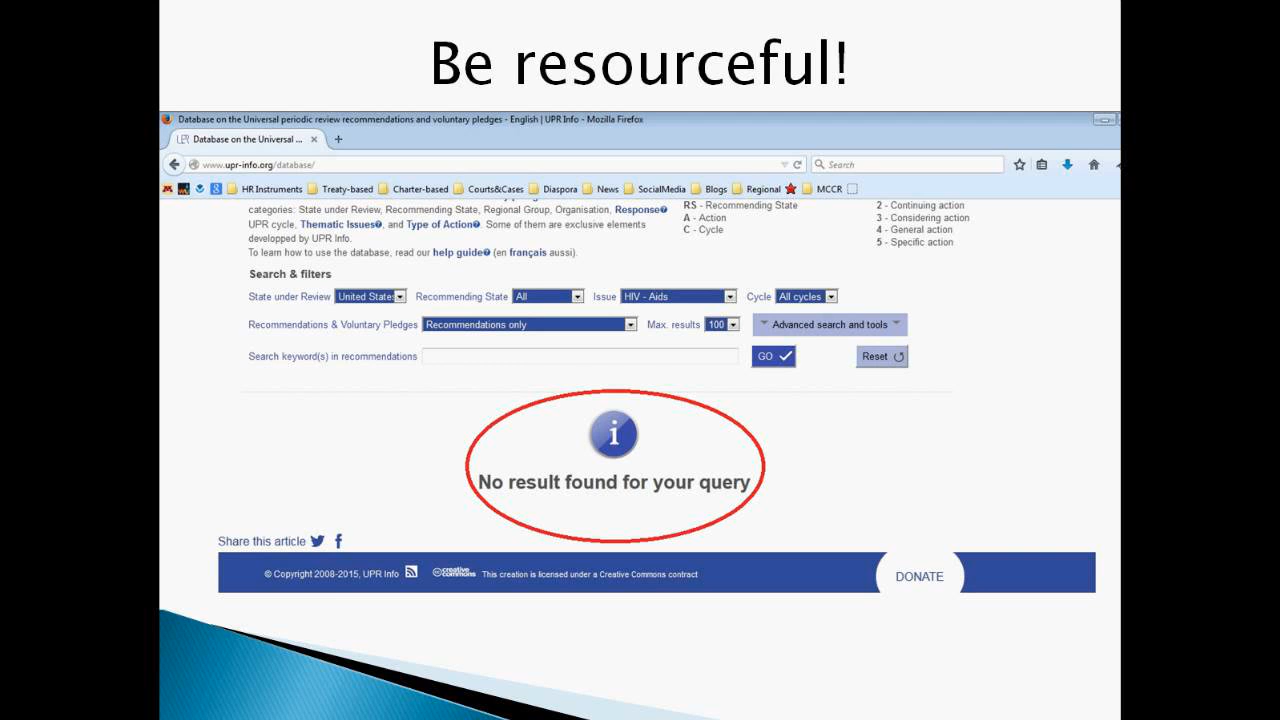 Be resourceful!
Database on the Universal periodic review recommendations and voluntary pledges - English | UPR Info - Mozilla Firefox
Database on the Universal ... × +
www.upr-info.org/database/ Search
HR Instruments Treaty-based Charter-based Courts&Cases Diaspora News SocialMedia Blogs Regional MCCR
categories: State under Review, Recommending State, Regional Group, Organisation, Response
UPR cycle, Thematic Issues, and Type of Action. Some of them are exclusive elements
developped by UPR Info.
To learn how to use the database, read our help guide (en français aussi).
RS - Recommending State
A - Action
C - Cycle
2 - Continuing action
3 - Considering action
4 - General action
5 - Specific action
Search & filters
State under Review United States Recommending State All Issue HIV - Aids Cycle All cycles
Recommendations & Voluntary Pledges Recommendations only Max. results 100 Advanced search and tools
Search keyword(s) in recommendations GO Reset
i
No result found for your query
Share this article
© Copyright 2008-2015, UPR Info creative commons This creation is licensed under a Creative Commons contract DONATE